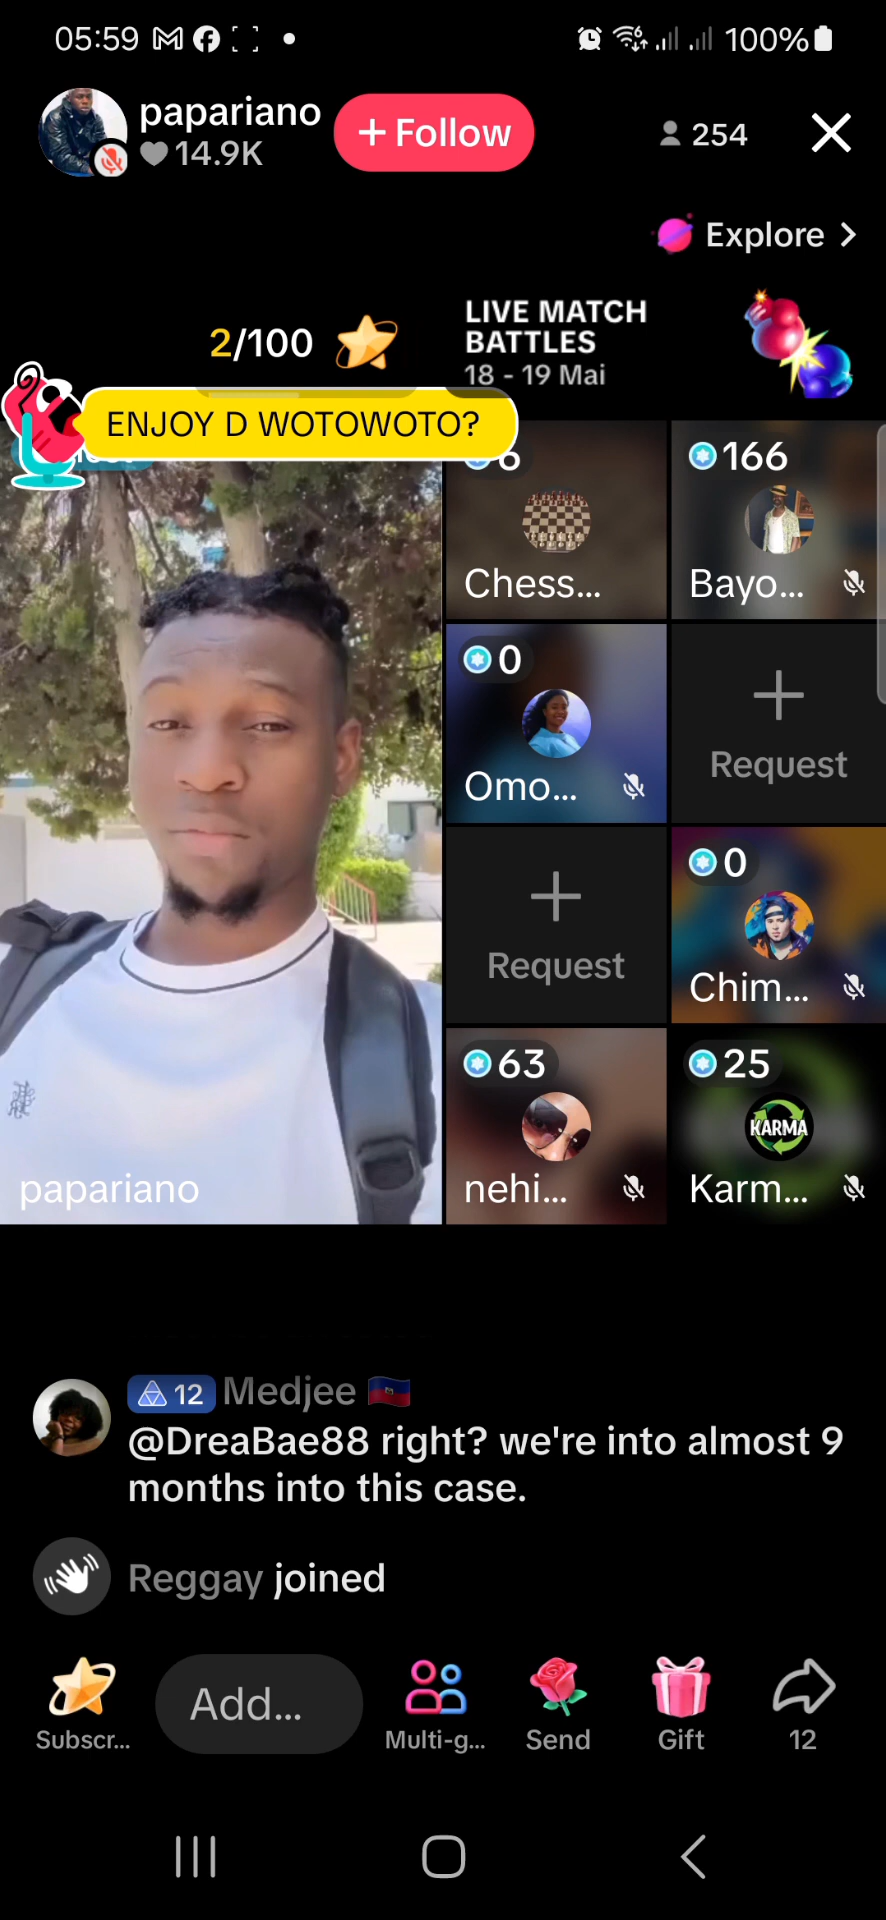 05:59
100%
papariano
14.9K
+ Follow
254
Explore >
2/100
LIVE MATCH
BATTLES
18 - 19 Mai
ENJOY D WOTOWOTO?
6
166
Chess...
Bayo...
0
Omo...
Request
0
Request
Chim...
63
25
KARMA
papariano
nehi...
Karm...
12 Medjee
@DreaBae88 right? we're into almost 9
months into this case.
Reggay joined
Add...
Subscr...
Multi-g...
Send
Gift
12